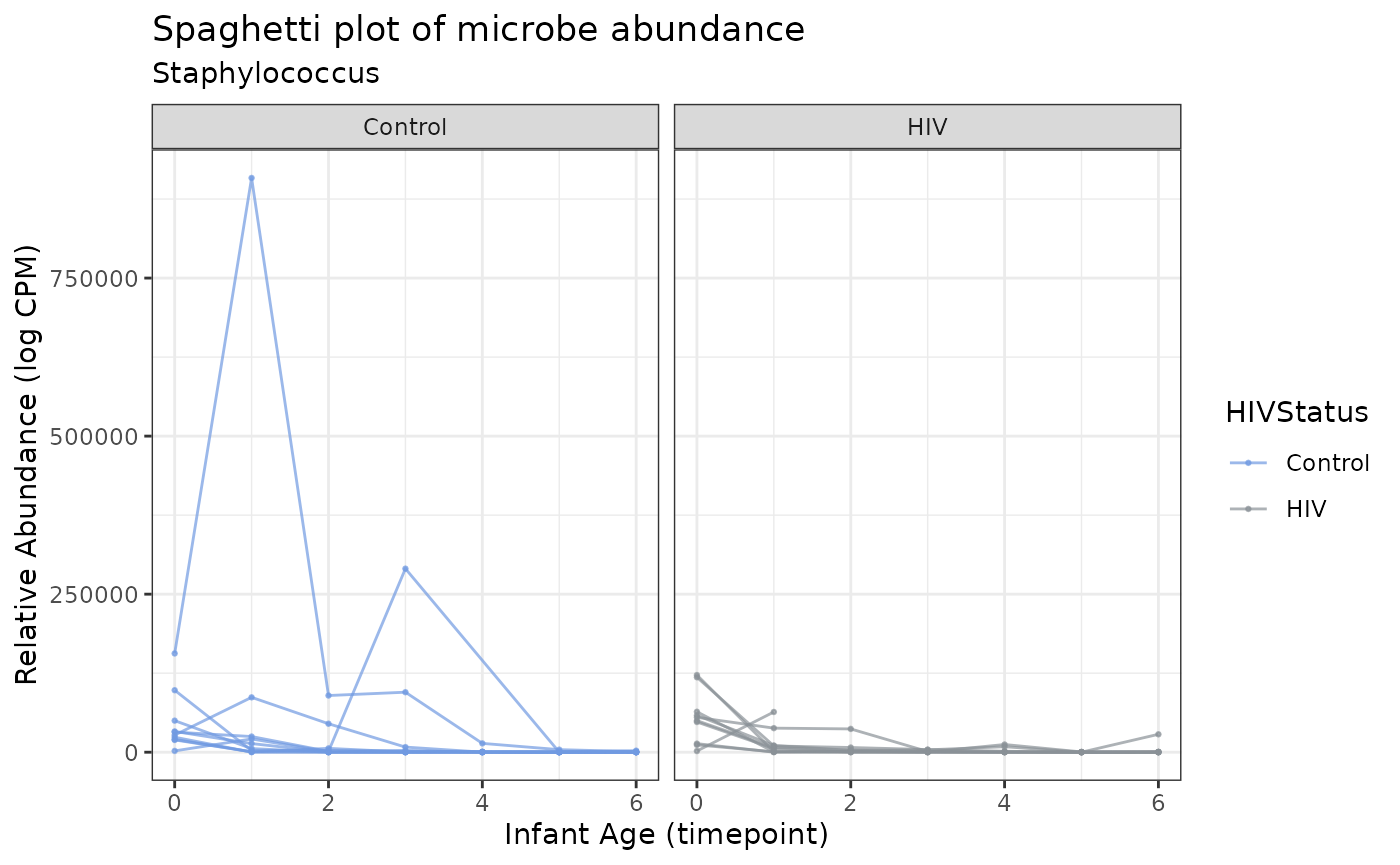 Spaghetti plot of microbe abundance
Staphylococcus
Control
HIV
Relative Abundance (log CPM)
750000
500000
250000
0
0 2 4 6
0 2 4 6
Infant Age (timepoint)
HIVStatus
Control
HIV